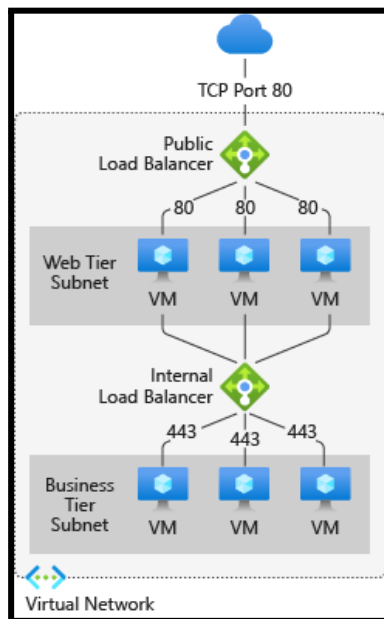 TCP Port 80
Public
Load Balancer
80 80 80
Web Tier
Subnet
VM VM VM
Internal
Load Balancer
443 443 443
Business
Tier
Subnet
VM VM VM
Virtual Network